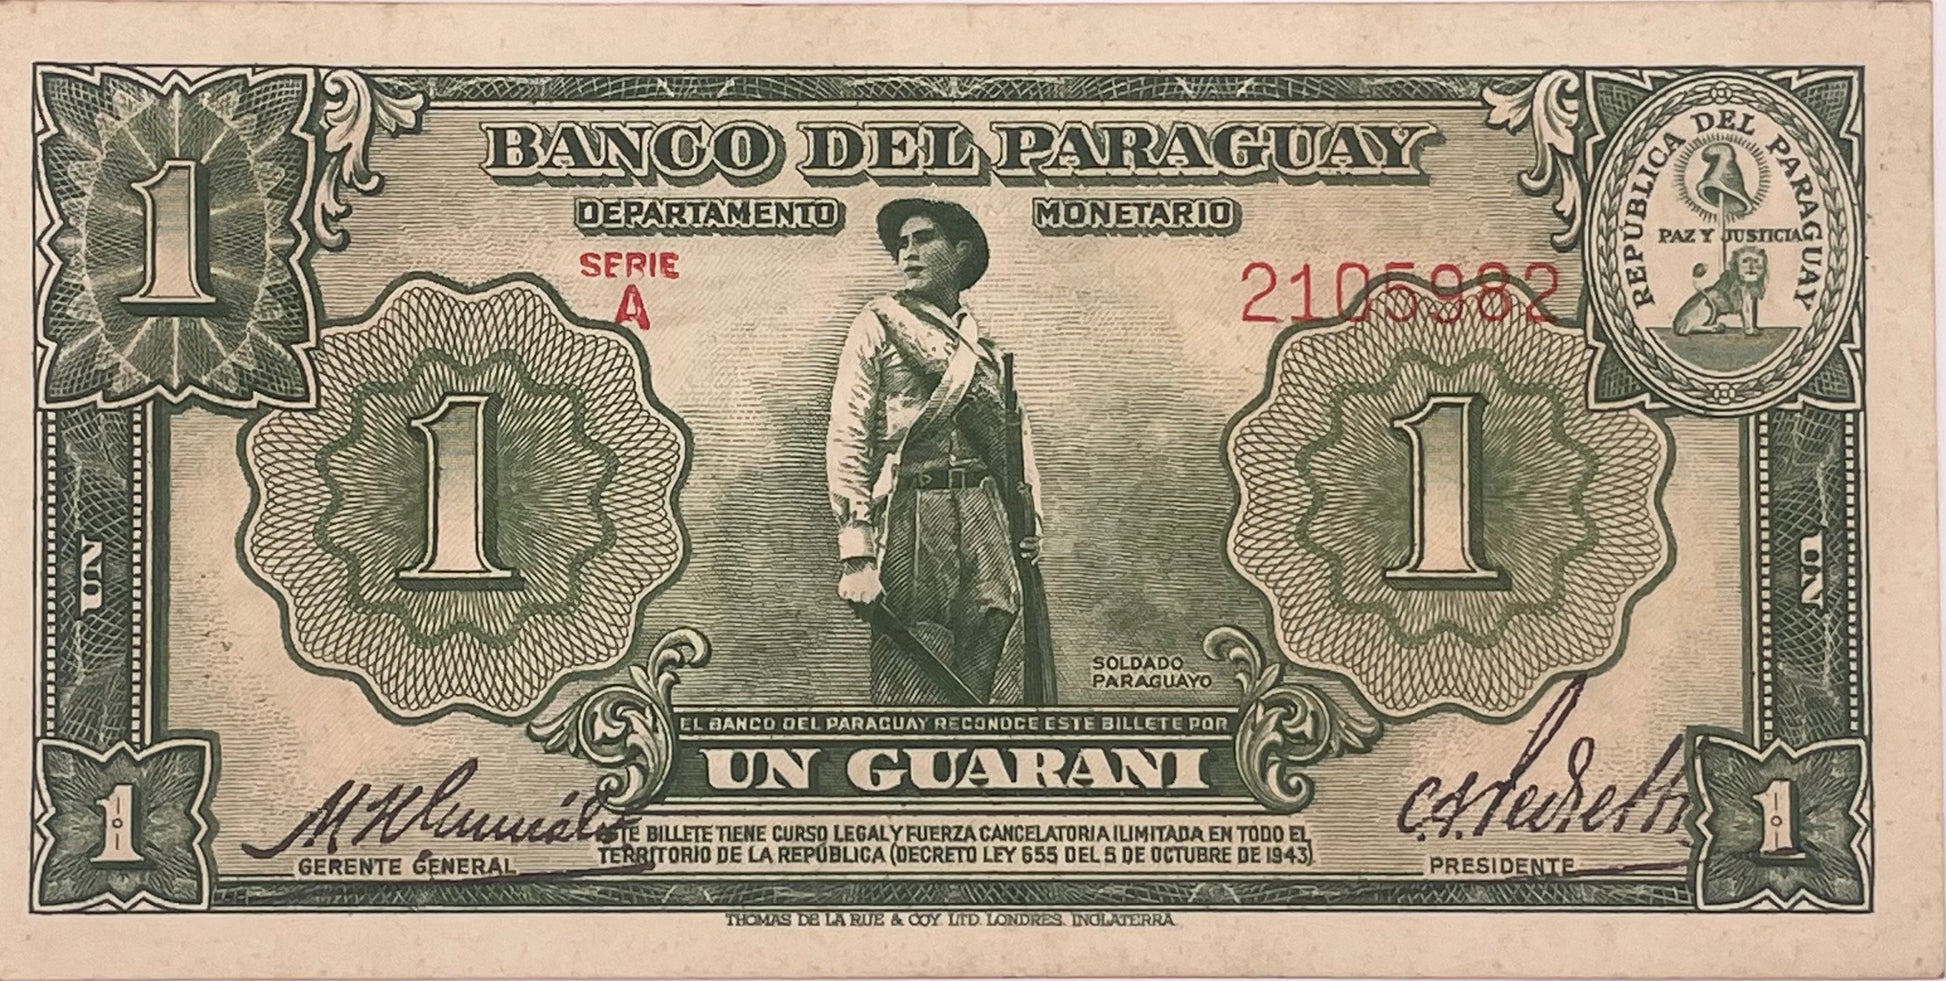 BANCO DEL PARAGUAY
DEPARTAMENTO MONETARIO
REPÚBLICA DEL PARAGUAY
PAZ Y JUSTICIA
1
SERIE
A
2105982
1
1
UN
UN
SOLDADO
PARAGUAYO
EL BANCO DEL PARAGUAY RECONOCE ESTE BILLETE POR
UN GUARANI
1
1
ESTE BILLETE TIENE CURSO LEGAL Y FUERZA CANCELATORIA ILIMITADA EN TODO EL
TERRITORIO DE LA REPÚBLICA (DECRETO LEY 655 DEL 5 DE OCTUBRE DE 1943)
GERENTE GENERAL
PRESIDENTE
THOMAS DE LA RUE & COY. LTD. LONDRES, INGLATERRA.